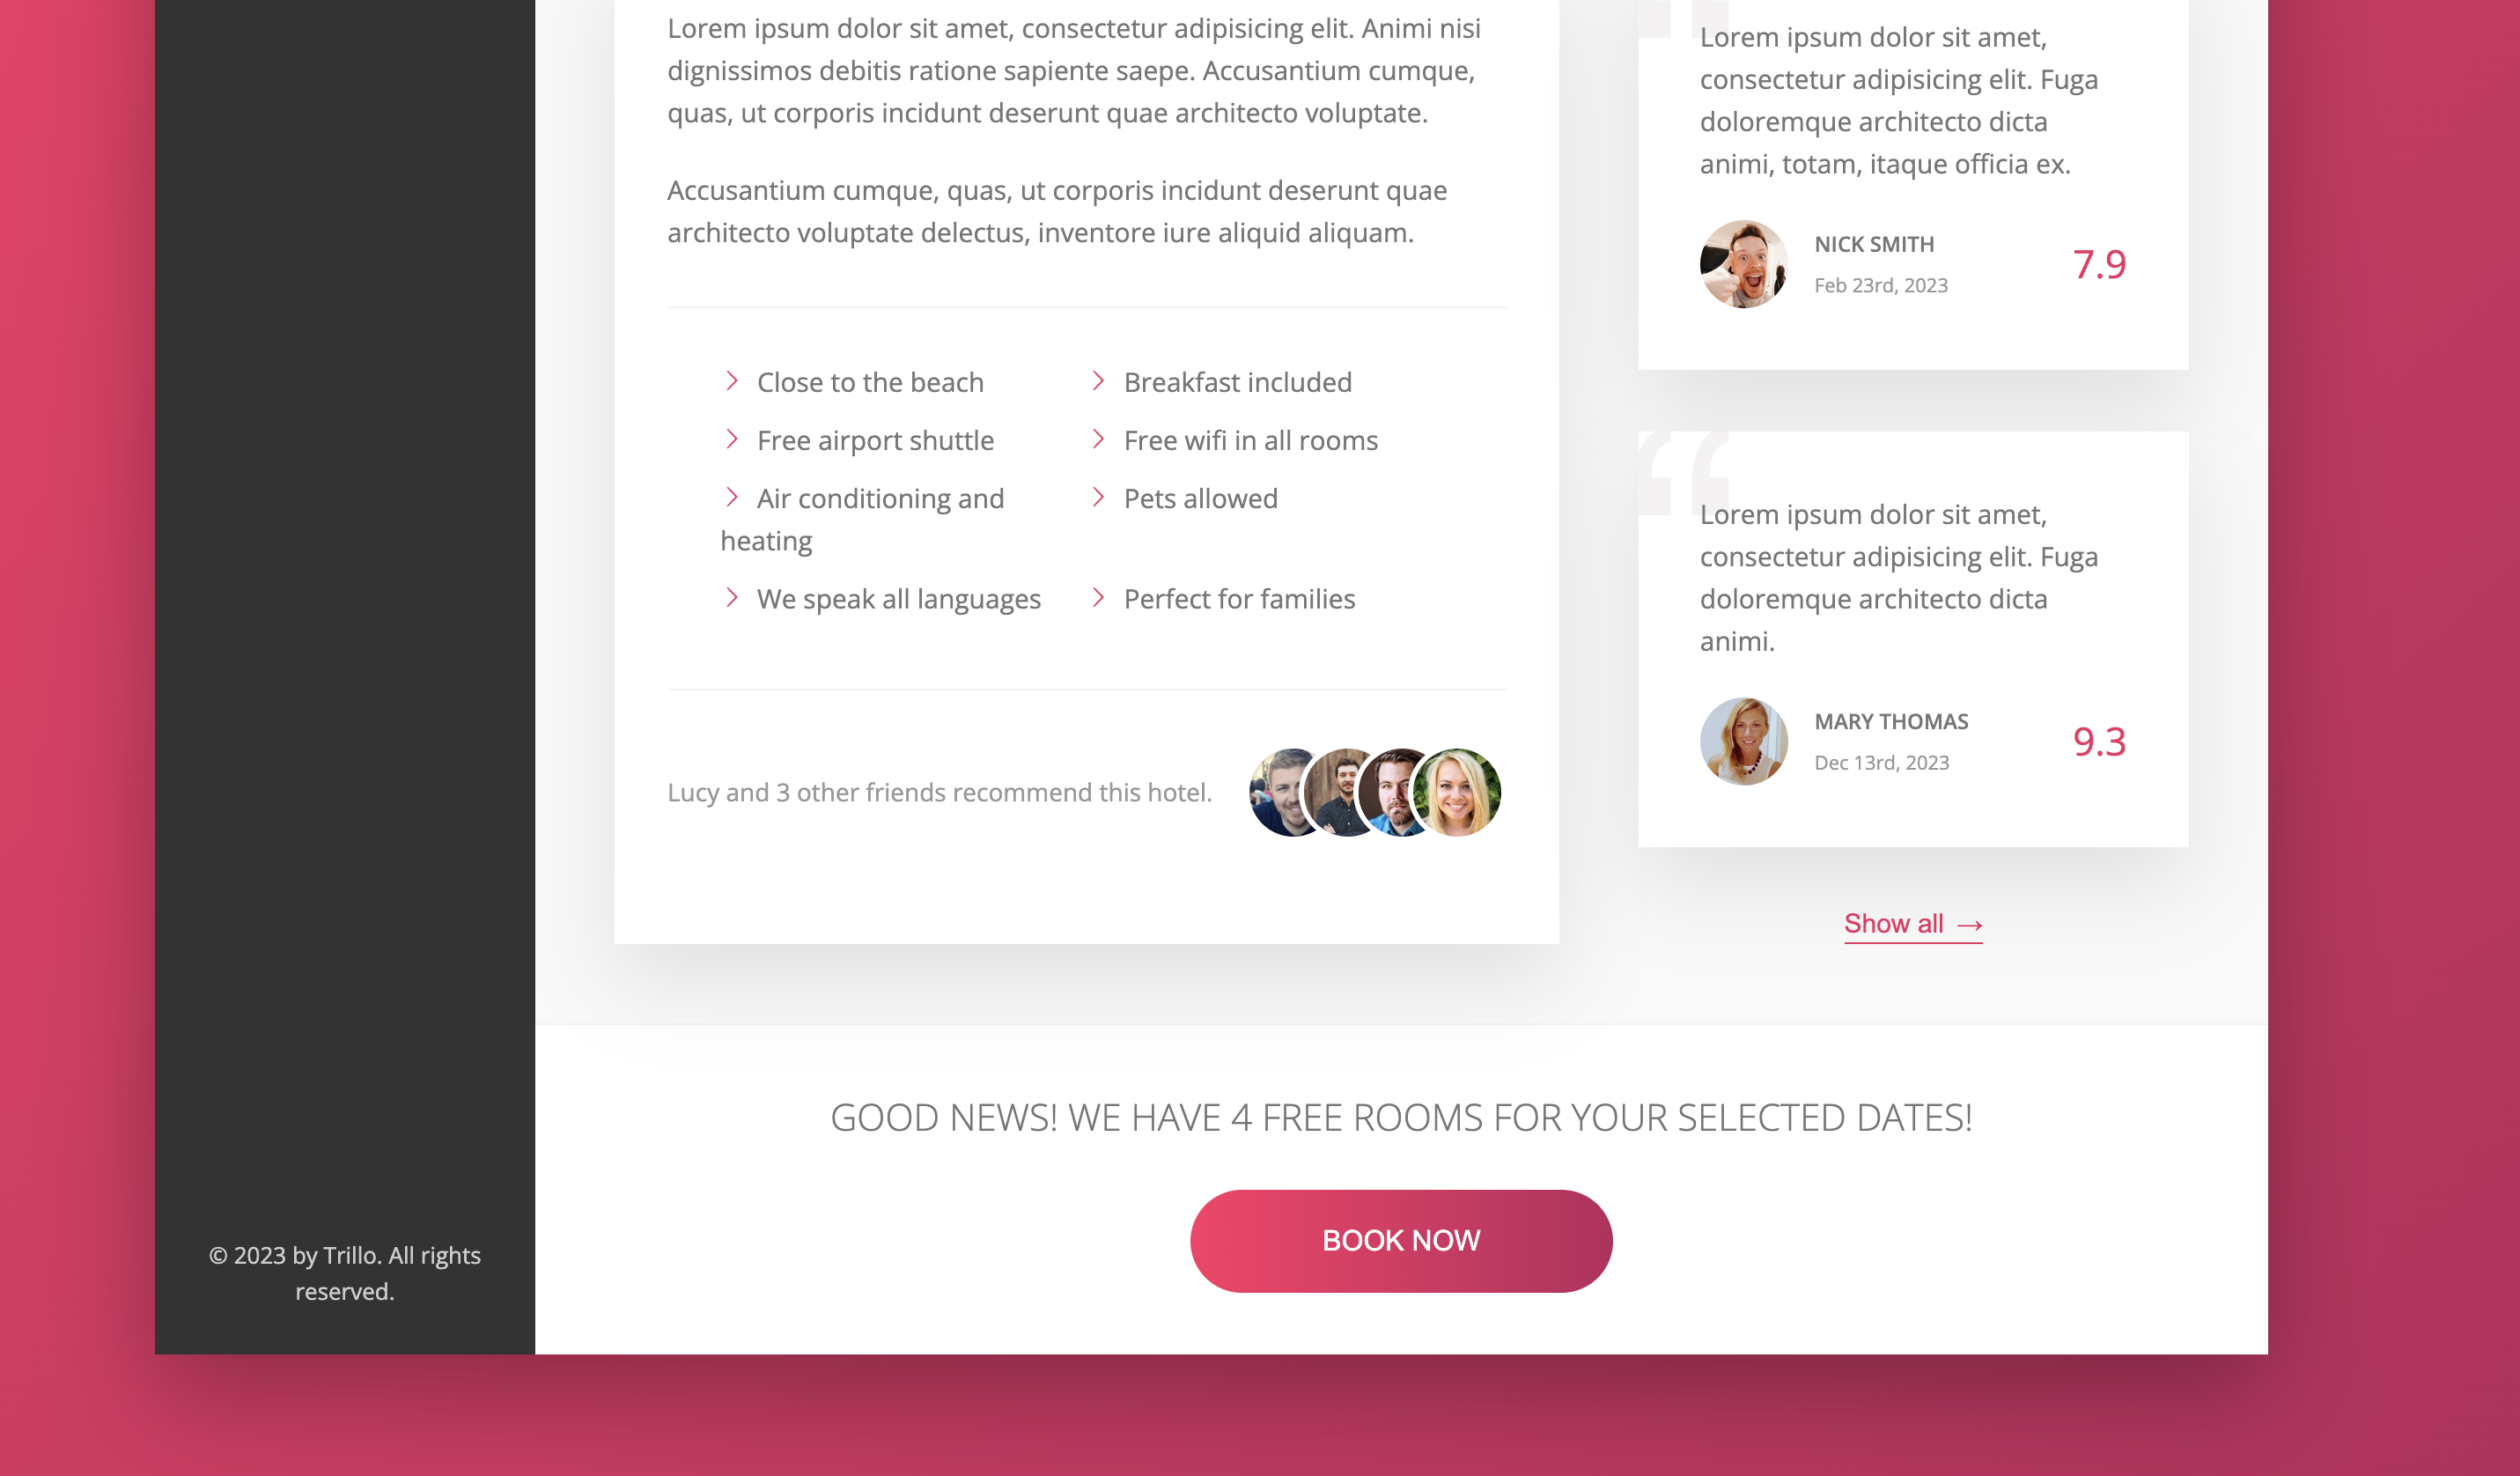 Lorem ipsum dolor sit amet, consectetur adipisicing elit. Animi nisi
dignissimos debitis ratione sapiente saepe. Accusantium cumque,
quas, ut corporis incidunt deserunt quae architecto voluptate.
Accusantium cumque, quas, ut corporis incidunt deserunt quae
architecto voluptate delectus, inventore iure aliquid aliquam.
Close to the beach
Breakfast included
Free airport shuttle
Free wifi in all rooms
Air conditioning and
heating
Pets allowed
We speak all languages
Perfect for families
Lucy and 3 other friends recommend this hotel.
Lorem ipsum dolor sit amet,
consectetur adipisicing elit. Fuga
doloremque architecto dicta
animi, totam, itaque officia ex.
NICK SMITH
Feb 23rd, 2023
7.9
“
Lorem ipsum dolor sit amet,
consectetur adipisicing elit. Fuga
doloremque architecto dicta
animi.
MARY THOMAS
Dec 13rd, 2023
9.3
Show all →
GOOD NEWS! WE HAVE 4 FREE ROOMS FOR YOUR SELECTED DATES!
BOOK NOW
© 2023 by Trillo. All rights
reserved.